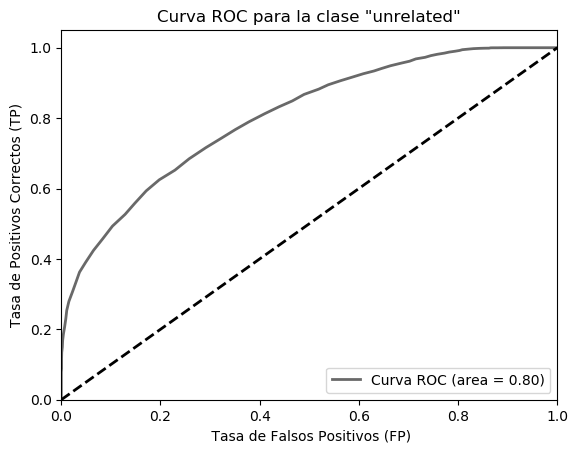 Curva ROC para la clase "unrelated"
Tasa de Positivos Correctos (TP)
1.0
0.8
0.6
0.4
0.2
0.0
Curva ROC (area = 0.80)
0.0 0.2 0.4 0.6 0.8 1.0
Tasa de Falsos Positivos (FP)